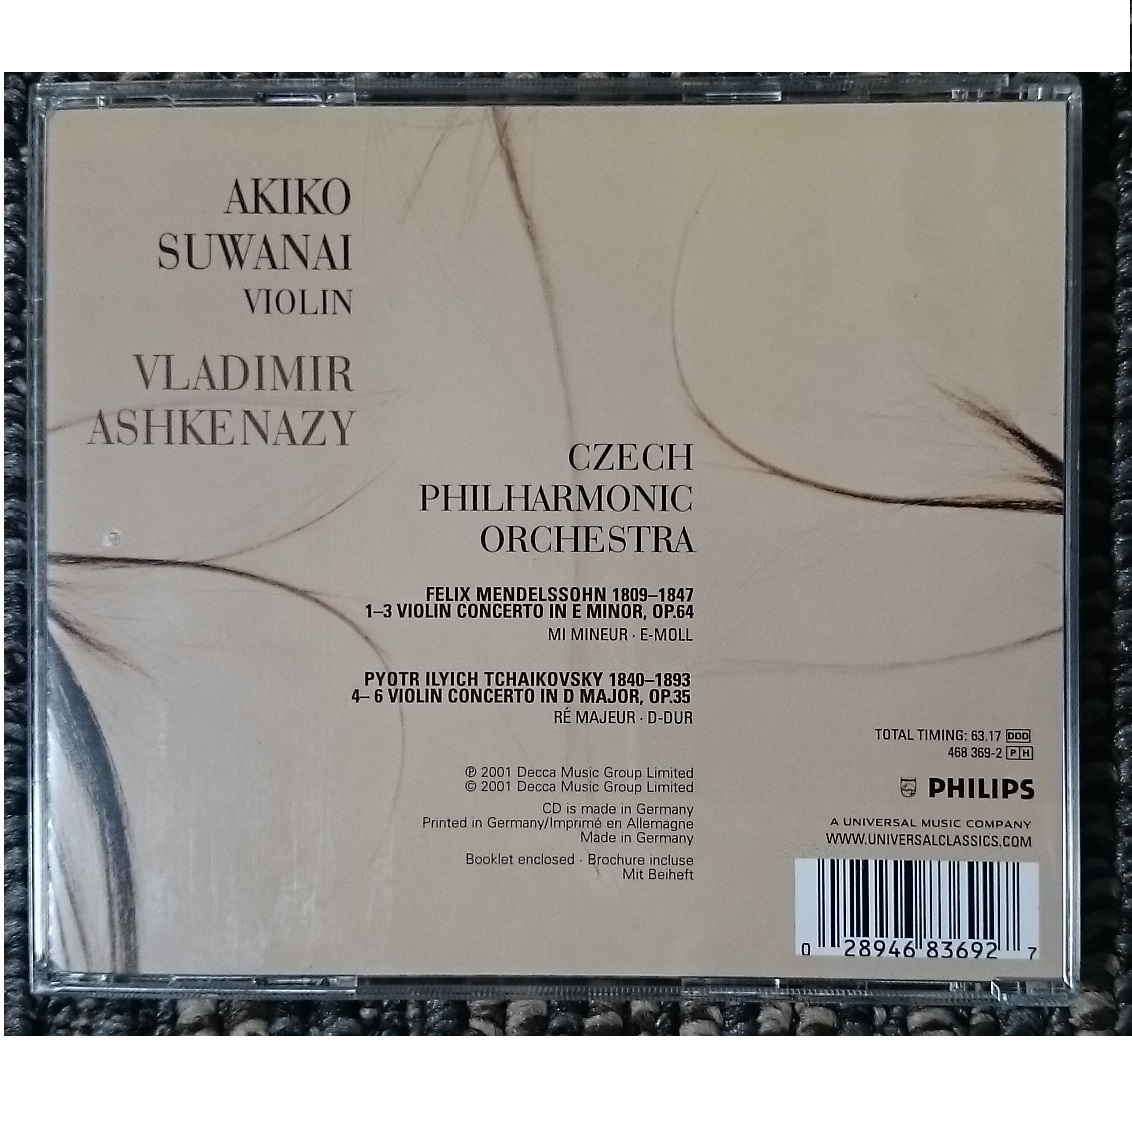 AKIKO
SUWANAI
VIOLIN
VLADIMIR
ASHKENAZY
CZECH
PHILHARMONIC
ORCHESTRA
FELIX MENDELSSOHN 1809–1847
1–3 VIOLIN CONCERTO IN E MINOR, OP.64
MI MINEUR · E-MOLL
PYOTR ILYICH TCHAIKOVSKY 1840–1893
4– 6 VIOLIN CONCERTO IN D MAJOR, OP.35
RÉ MAJEUR · D-DUR
℗ 2001 Decca Music Group Limited
© 2001 Decca Music Group Limited
CD is made in Germany
Printed in Germany/Imprimé en Allemagne
Made in Germany
Booklet enclosed · Brochure incluse
Mit Beiheft
TOTAL TIMING: 63.17 DDD
468 369-2 PH
PHILIPS
A UNIVERSAL MUSIC COMPANY
WWW.UNIVERSALCLASSICS.COM
0 28946 83692 7